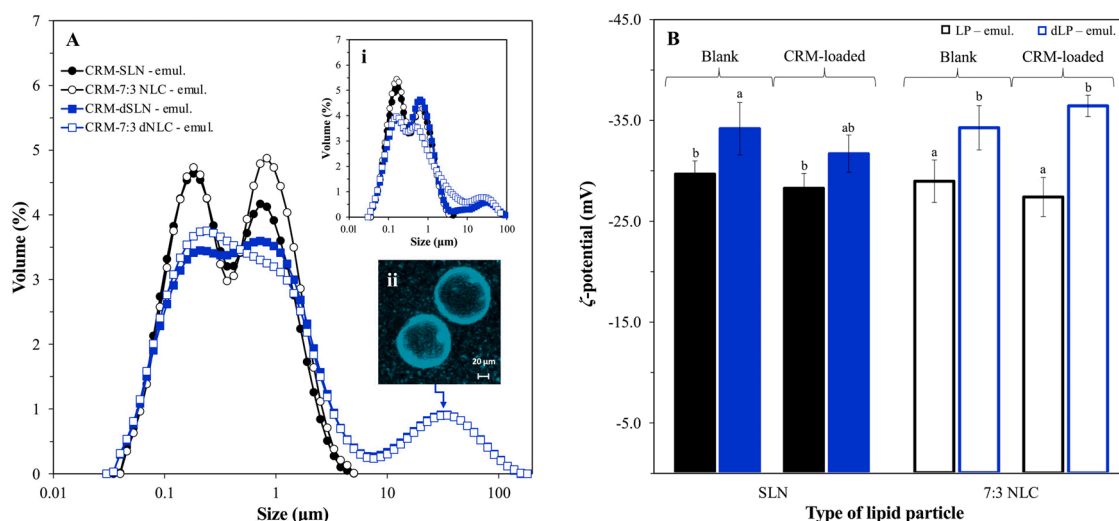 A
CRM-SLN - emul.
CRM-7:3 NLC - emul.
CRM-dSLN - emul.
CRM-7:3 dNLC - emul.
Volume (%)
7
6
5
4
3
2
1
0
0.01
0.1
1
10
100
Size (μm)
i
Volume (%)
6
5
4
3
2
1
0
0.01
0.1
1
10
100
Size (μm)
ii
20 μm
B
LP – emul.
dLP – emul.
Blank
CRM-loaded
Blank
CRM-loaded
ζ-potential (mV)
-45.0
-35.0
-25.0
-15.0
-5.0
b
a
b
ab
a
b
a
b
SLN
7:3 NLC
Type of lipid particle